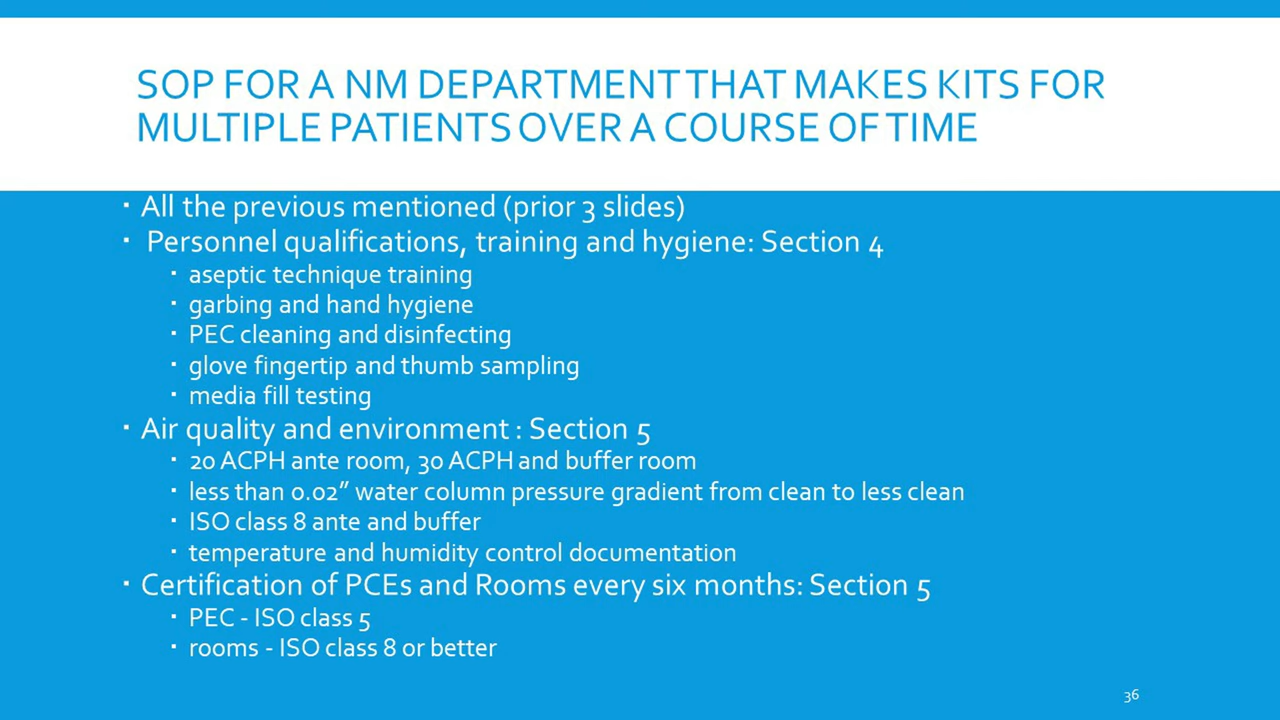 SOP FOR A NM DEPARTMENT THAT MAKES KITS FOR
MULTIPLE PATIENTS OVER A COURSE OF TIME
▪ All the previous mentioned (prior 3 slides)
▪ Personnel qualifications, training and hygiene: Section 4
▪ aseptic technique training
▪ garbing and hand hygiene
▪ PEC cleaning and disinfecting
▪ glove fingertip and thumb sampling
▪ media fill testing
▪ Air quality and environment : Section 5
▪ 20 ACPH ante room, 30 ACPH and buffer room
▪ less than 0.02” water column pressure gradient from clean to less clean
▪ ISO class 8 ante and buffer
▪ temperature and humidity control documentation
▪ Certification of PCEs and Rooms every six months: Section 5
▪ PEC - ISO class 5
▪ rooms - ISO class 8 or better
36